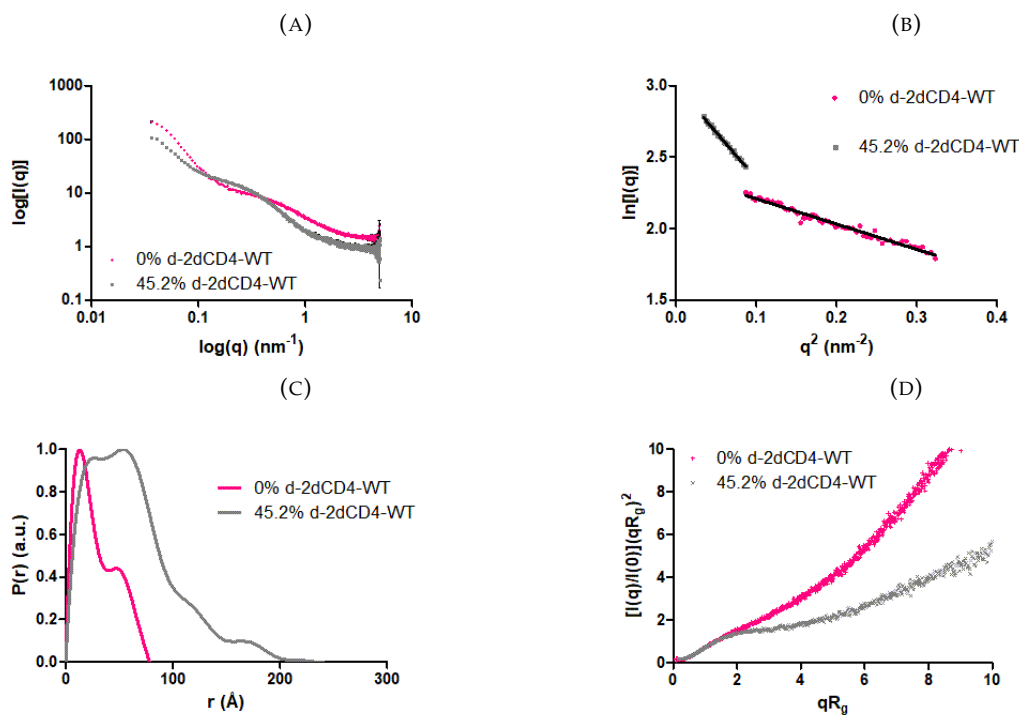 (A)
1000
100
10
1
0.1
0.01
0.1
1
10
log[I(q)]
log(q) (nm⁻¹)
0% d-2dCD4-WT
45.2% d-2dCD4-WT
(B)
3.0
2.5
2.0
1.5
0.0
0.1
0.2
0.3
0.4
ln[I(q)]
q² (nm⁻²)
0% d-2dCD4-WT
45.2% d-2dCD4-WT
(C)
1.0
0.8
0.6
0.4
0.2
0.0
0
100
200
300
P(r) (a.u.)
r (Å)
0% d-2dCD4-WT
45.2% d-2dCD4-WT
(D)
10
8
6
4
2
0
0
2
4
6
8
10
[I(q)/I(0)](qRg)²
qRg
0% d-2dCD4-WT
45.2% d-2dCD4-WT